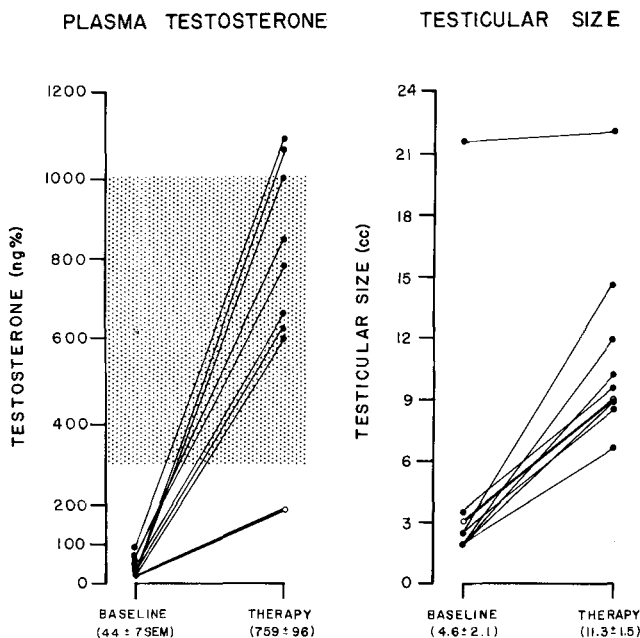 PLASMA TESTOSTERONE
TESTOSTERONE (ng%)
1200
1000
800
600
400
200
100
0
BASELINE
(44 ± 7SEM)
THERAPY
(759 ± 96)
TESTICULAR SIZE
TESTICULAR SIZE (cc)
24
21
18
15
12
9
6
3
0
BASELINE
(4.6 ± 2.1)
THERAPY
(11.3 ± 1.5)